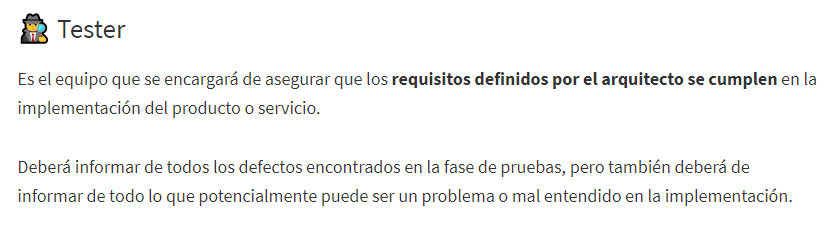 Tester
Es el equipo que se encargará de asegurar que los requisitos definidos por el arquitecto se cumplen en la
implementación del producto o servicio.
Deberá informar de todos los defectos encontrados en la fase de pruebas, pero también deberá de
informar de todo lo que potencialmente puede ser un problema o mal entendido en la implementación.